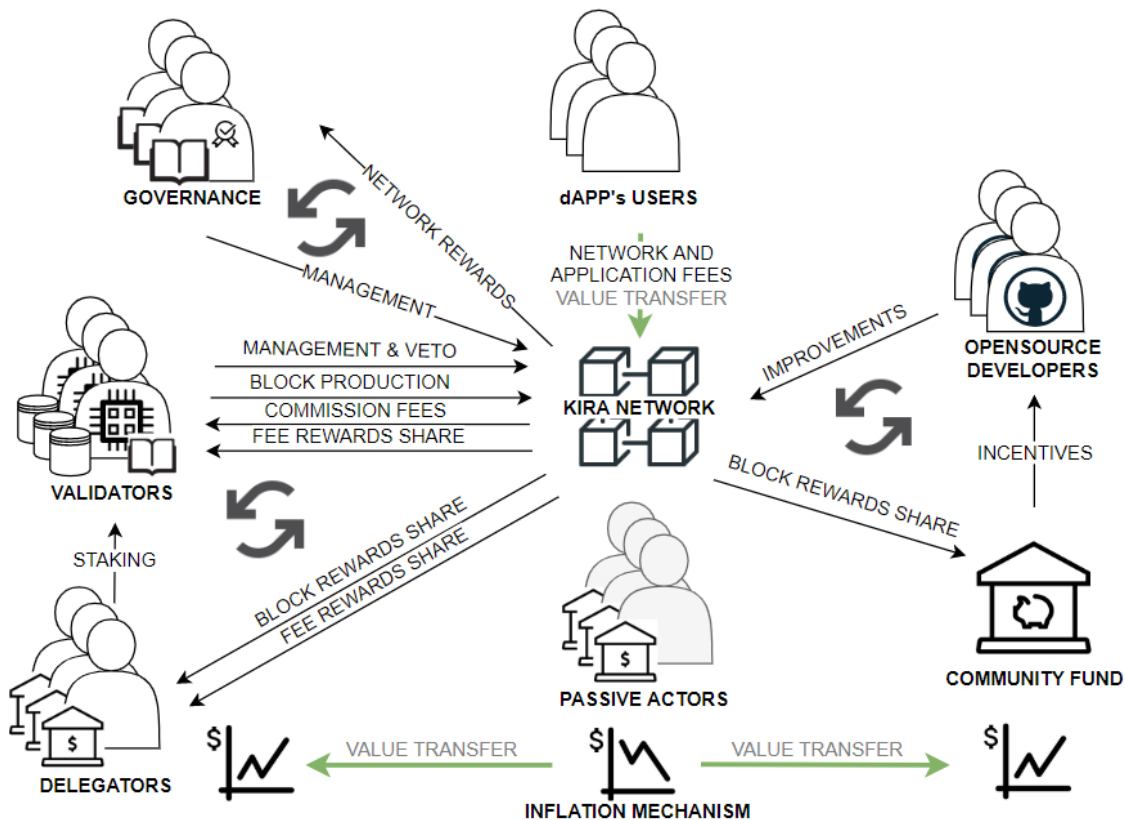 GOVERNANCE
dAPP's USERS
NETWORK REWARDS
MANAGEMENT
NETWORK AND
APPLICATION FEES
VALUE TRANSFER
IMPROVEMENTS
OPENSOURCE
DEVELOPERS
MANAGEMENT & VETO
BLOCK PRODUCTION
COMMISSION FEES
FEE REWARDS SHARE
KIRA NETWORK
VALIDATORS
INCENTIVES
BLOCK REWARDS SHARE
STAKING
BLOCK REWARDS SHARE
FEE REWARDS SHARE
$
PASSIVE ACTORS
COMMUNITY FUND
$
DELEGATORS
$
VALUE TRANSFER
$
INFLATION MECHANISM
VALUE TRANSFER
$